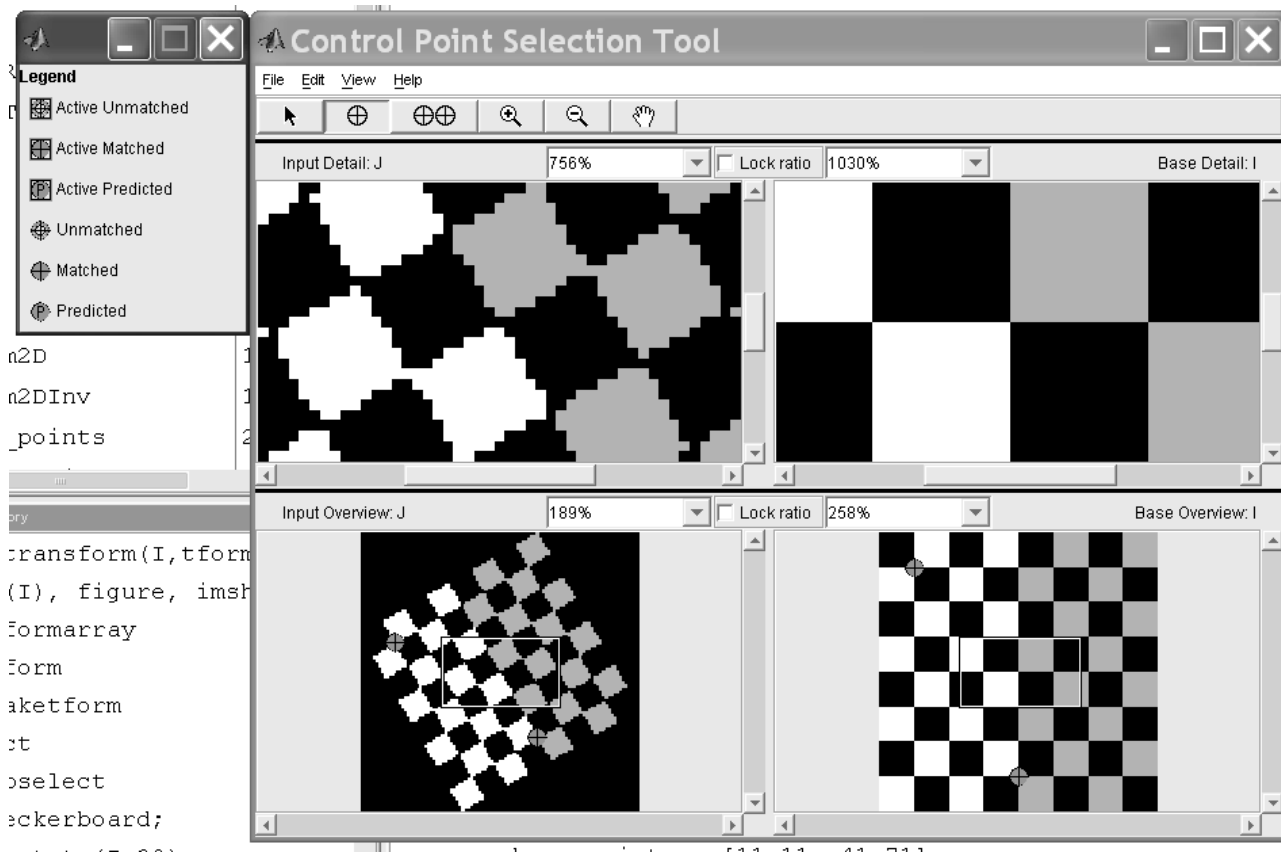 Control Point Selection Tool
File Edit View Help
Legend
Active Unmatched
Active Matched
Active Predicted
Unmatched
Matched
Predicted
Input Detail: J
756%
Lock ratio
1030%
Base Detail: I
m2D
m2DInv
_points
Input Overview: J
189%
Lock ratio
258%
Base Overview: I
ory
transform(I,tform
(I), figure, imsh
formarray
form
aketform
ct
pselect
eckerboard;